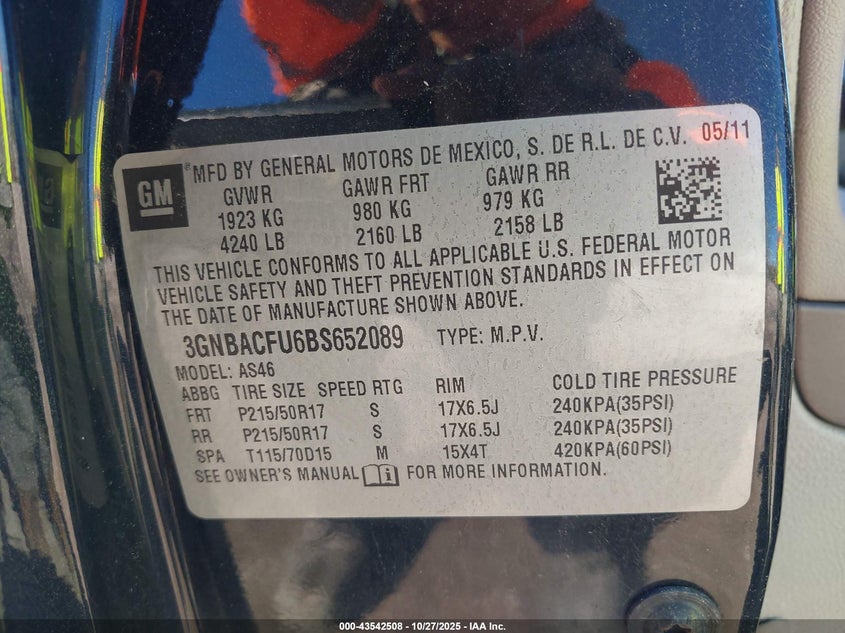 GM
® MFD BY GENERAL MOTORS DE MEXICO, S. DE R.L. DE C.V. 05/11
GVWR GAWR FRT GAWR RR
1923 KG 980 KG 979 KG
4240 LB 2160 LB 2158 LB
THIS VEHICLE CONFORMS TO ALL APPLICABLE U.S. FEDERAL MOTOR
VEHICLE SAFETY AND THEFT PREVENTION STANDARDS IN EFFECT ON
THE DATE OF MANUFACTURE SHOWN ABOVE.
3GNBACFU6BS652089 TYPE: M.P.V.
MODEL: AS46
ABBG TIRE SIZE SPEED RTG RIM COLD TIRE PRESSURE
FRT P215/50R17 S 17X6.5J 240KPA(35PSI)
RR P215/50R17 S 17X6.5J 240KPA(35PSI)
SPA T115/70D15 M 15X4T 420KPA(60PSI)
SEE OWNER'S MANUAL i FOR MORE INFORMATION.
000-43542508 - 10/27/2025 - IAA Inc.